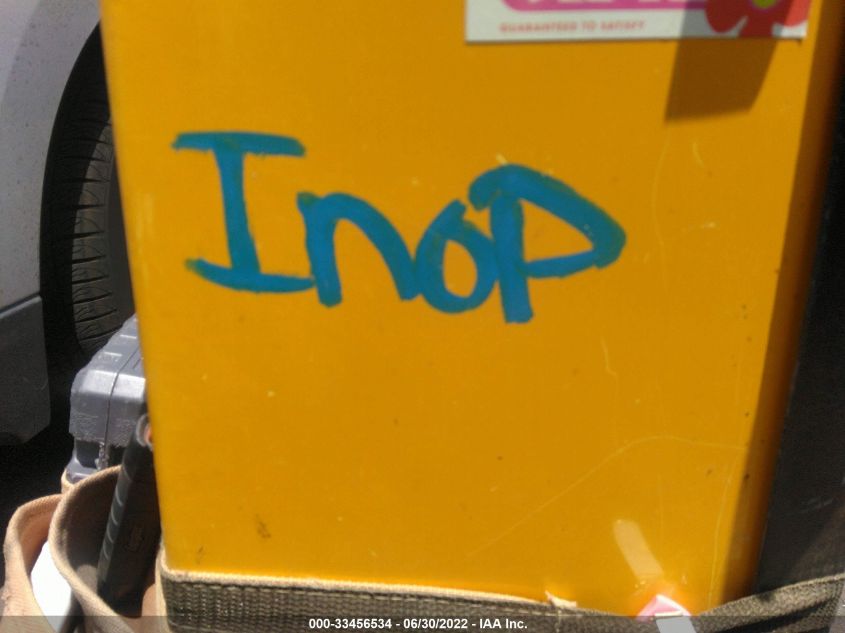 GUARANTEED TO SATISFY
Inop
000-33456534 - 06/30/2022 - IAA Inc.